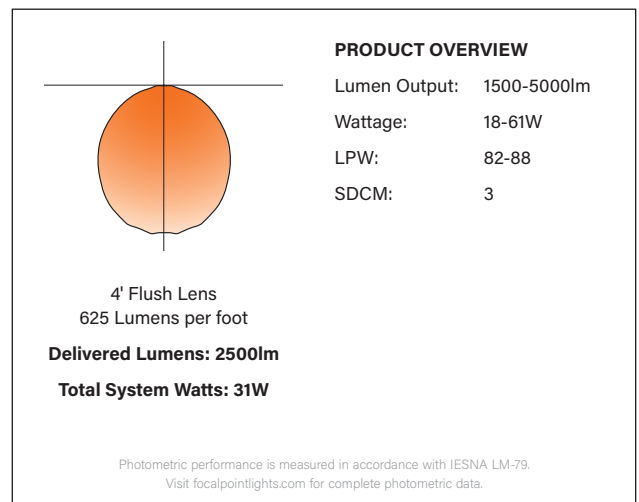 PRODUCT OVERVIEW
Lumen Output: 1500-5000lm
Wattage: 18-61W
LPW: 82-88
SDCM: 3
4' Flush Lens
625 Lumens per foot
Delivered Lumens: 2500lm
Total System Watts: 31W
Photometric performance is measured in accordance with IESNA LM-79.
Visit focalpointlights.com for complete photometric data.